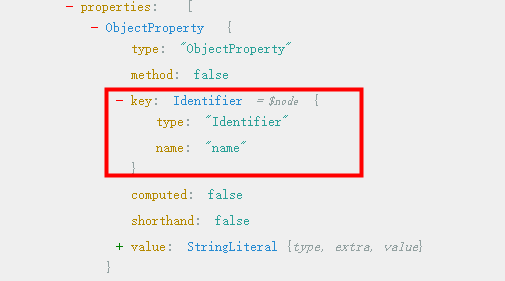 - properties: [
- ObjectProperty {
type: "ObjectProperty"
method: false
- key: Identifier = $node {
type: "Identifier"
name: "name"
}
computed: false
shorthand: false
+ value: StringLiteral {type, extra, value}
}